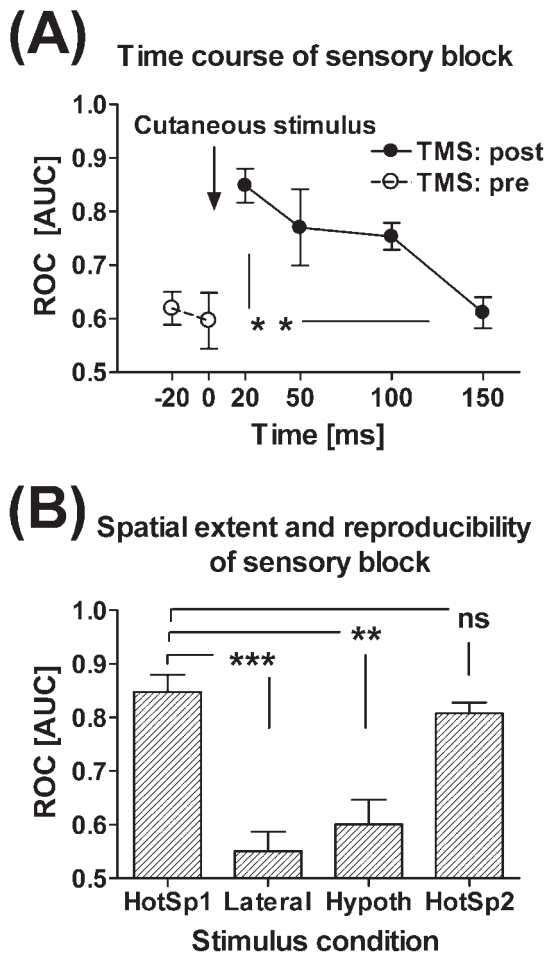 (A) Time course of sensory block
ROC [AUC]
1.0
0.9
0.8
0.7
0.6
0.5
Cutaneous stimulus
TMS: post
TMS: pre
* *
-20 0 20 50 100 150
Time [ms]
(B) Spatial extent and reproducibility
of sensory block
ROC [AUC]
1.0
0.9
0.8
0.7
0.6
0.5
ns
**
***
HotSp1 Lateral Hypoth HotSp2
Stimulus condition